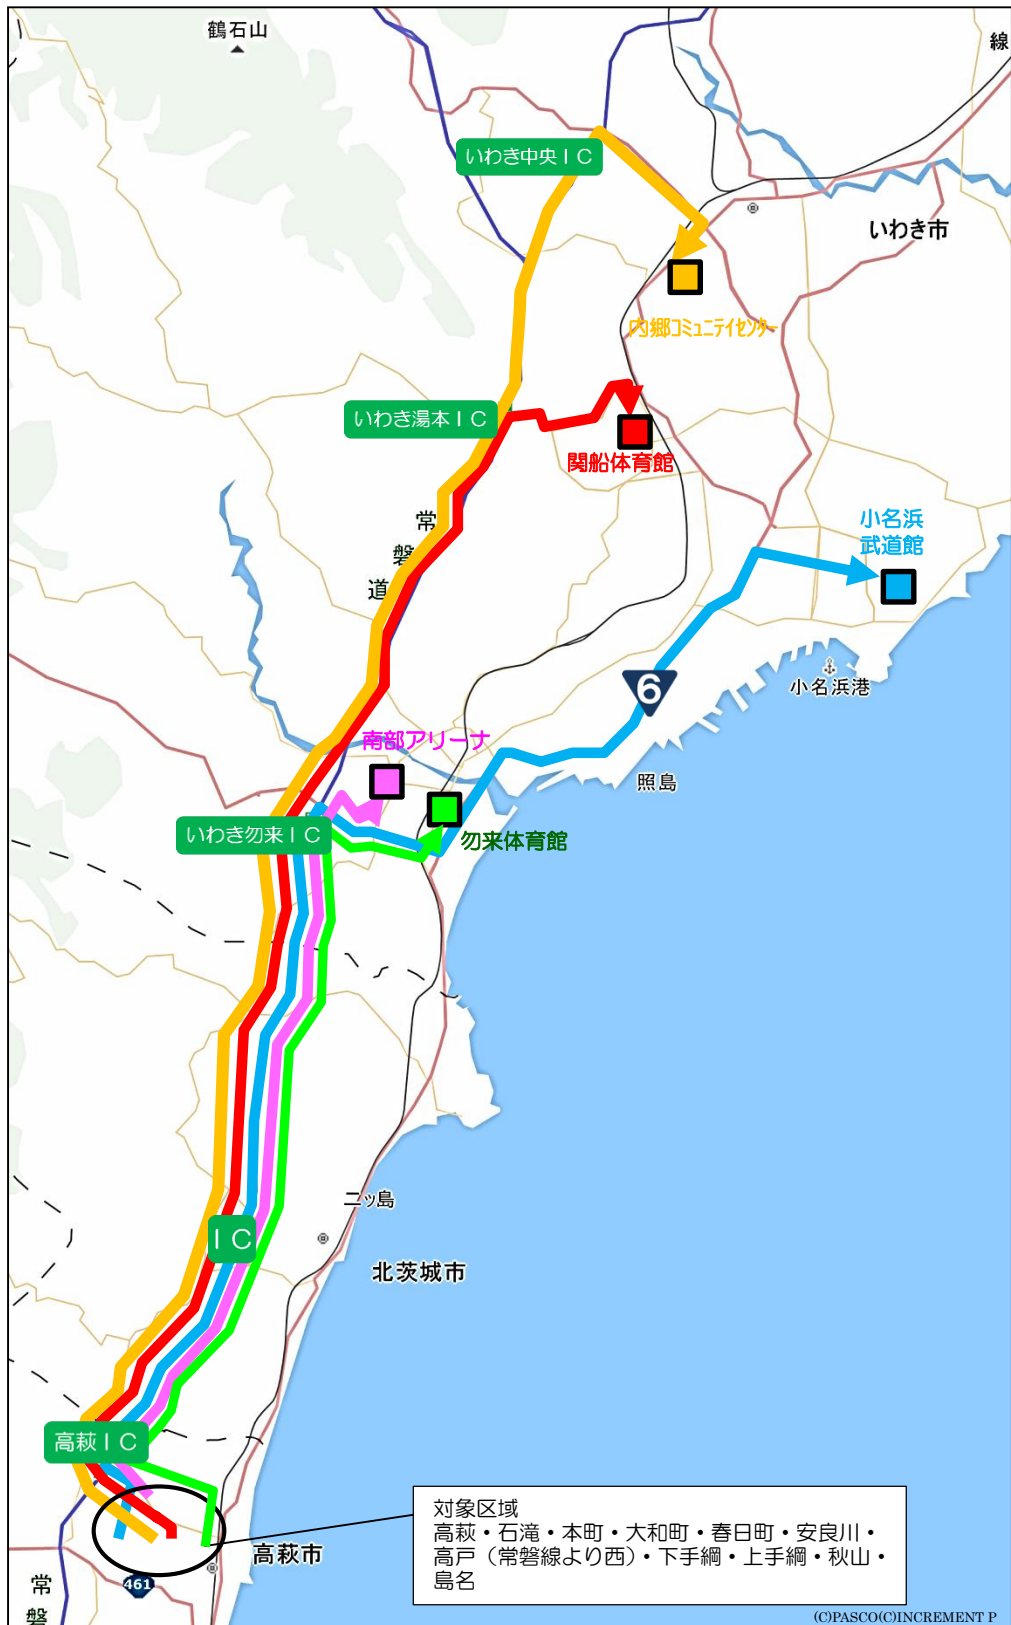 鶴石山
線
いわき中央IC
いわき市
内郷コミュニテイセンター
いわき湯本IC
関船体育館
常
磐
道
小名浜
武道館
6
小名浜港
南部アリーナ
照島
いわき勿来IC
勿来体育館
二ッ島
IC
北茨城市
高萩IC
対象区域
高萩・石滝・本町・大和町・春日町・安良川・
高戸（常磐線より西）・下手綱・上手綱・秋山・
島名
高萩市
461
常
磐
(C)PASCO(C)INCREMENT P